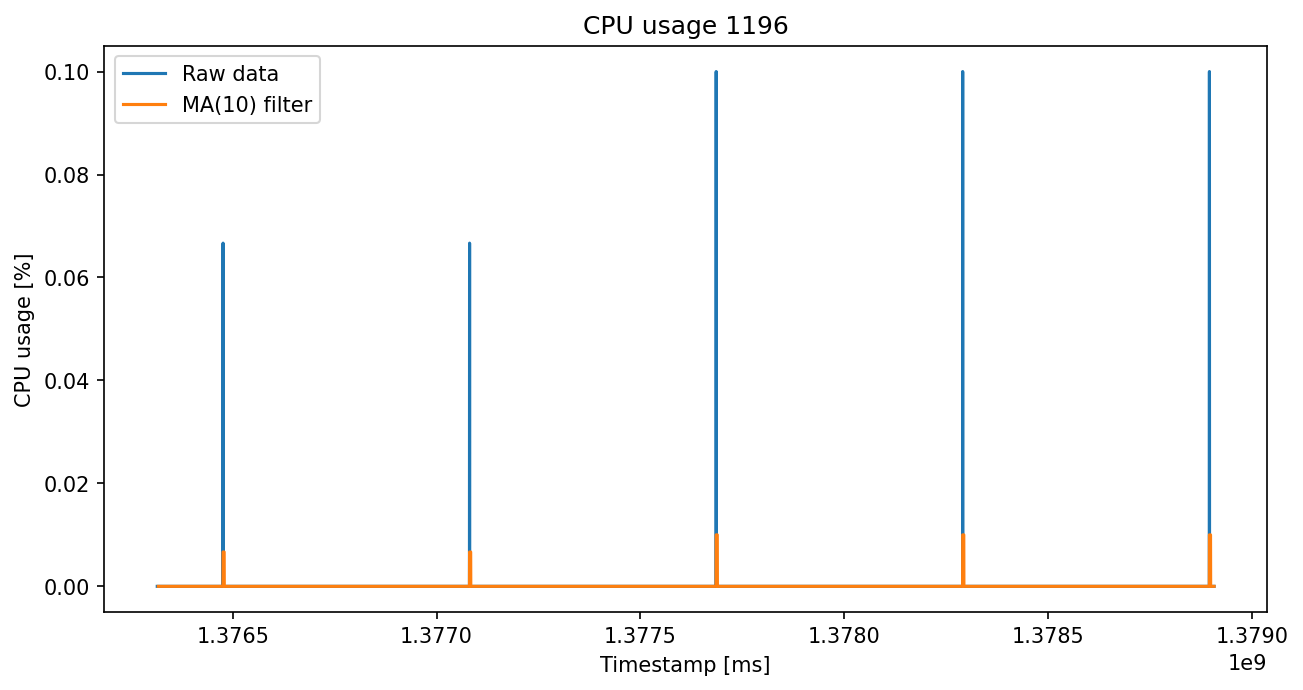 CPU usage 1196
Raw data
MA(10) filter
CPU usage [%]
0.10
0.08
0.06
0.04
0.02
0.00
1.3765 1.3770 1.3775 1.3780 1.3785 1.3790
1e9
Timestamp [ms]